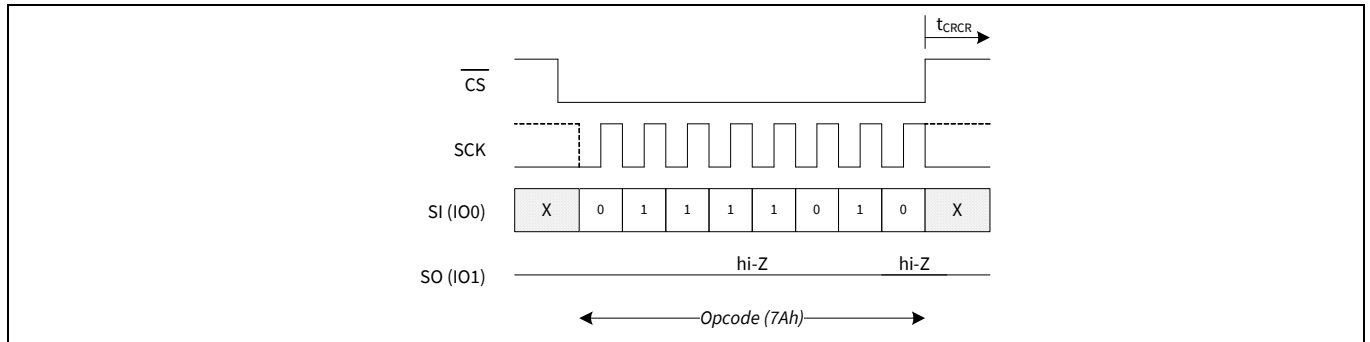 tCRCR
CS
SCK
SI (IO0) X 0 1 1 1 1 0 1 0 X
hi-Z hi-Z
SO (IO1)
Opcode (7Ah)